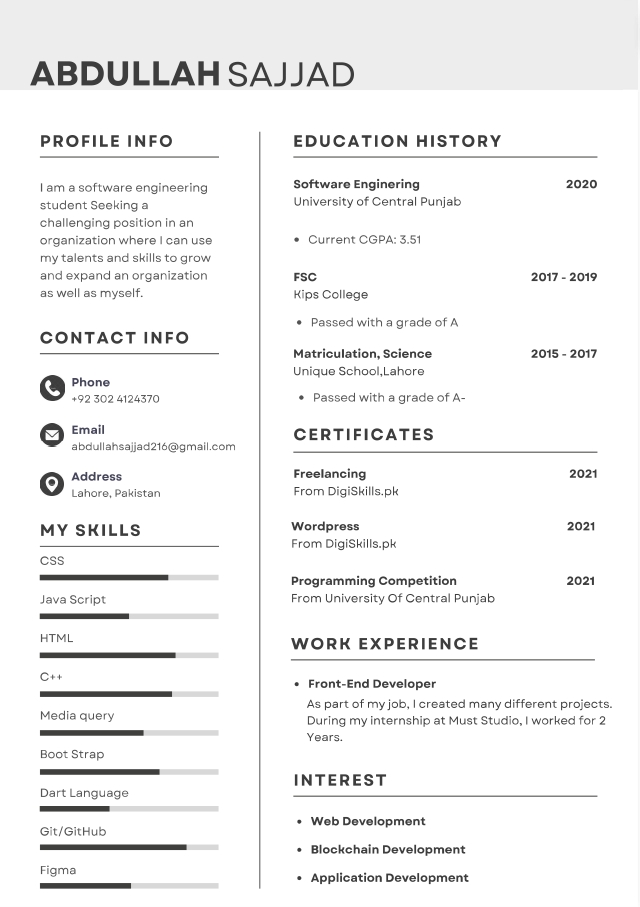 ABDULLAH SAJJAD
PROFILE INFO
I am a software engineering
student Seeking a
challenging position in an
organization where I can use
my talents and skills to grow
and expand an organization
as well as myself.
CONTACT INFO
Phone
+92 302 4124370
Email
abdullahsajjad216@gmail.com
Address
Lahore, Pakistan
MY SKILLS
CSS
Java Script
HTML
C++
Media query
Boot Strap
Dart Language
Git/GitHub
Figma
EDUCATION HISTORY
Software Enginering 2020
University of Central Punjab
• Current CGPA: 3.51
FSC 2017 - 2019
Kips College
• Passed with a grade of A
Matriculation, Science 2015 - 2017
Unique School,Lahore
• Passed with a grade of A-
CERTIFICATES
Freelancing 2021
From DigiSkills.pk
Wordpress 2021
From DigiSkills,pk
Programming Competition 2021
From University Of Central Punjab
WORK EXPERIENCE
• Front-End Developer
As part of my job, I created many different projects.
During my internship at Must Studio, I worked for 2
Years.
INTEREST
• Web Development
• Blockchain Development
• Application Development